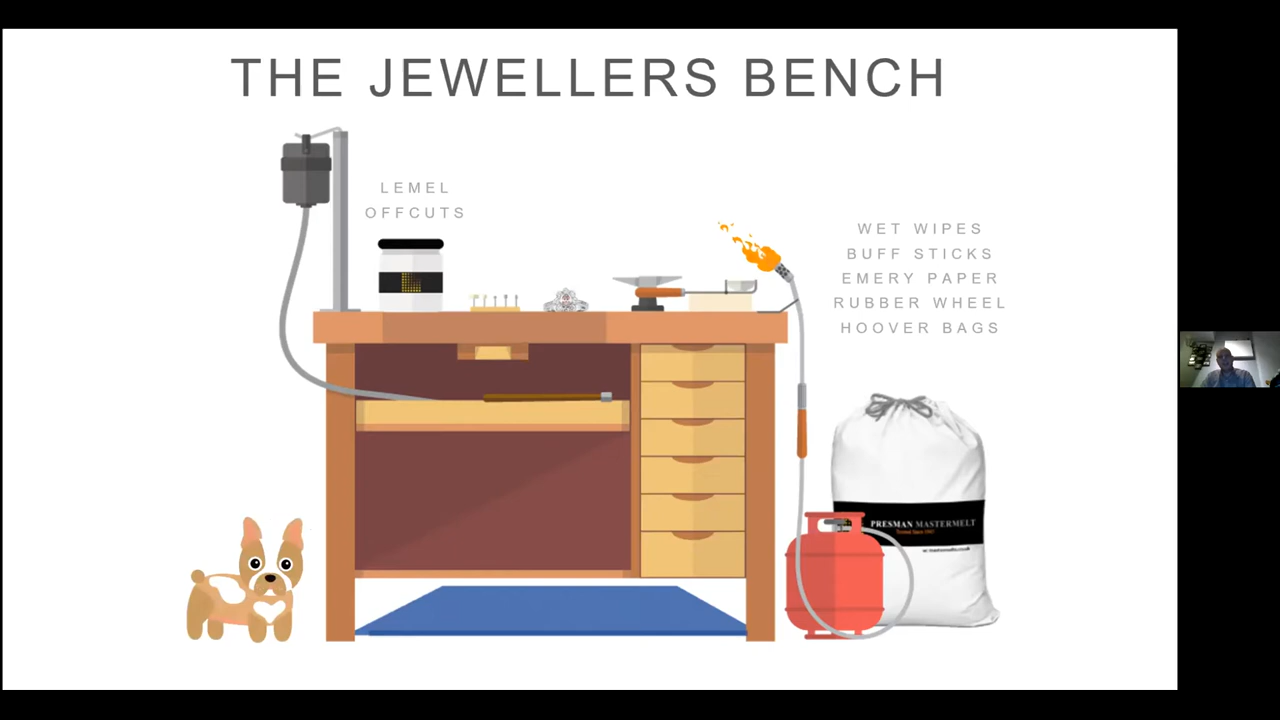 THE JEWELLERS BENCH
LEMEL
OFFCUTS
WET WIPES
BUFF STICKS
EMERY PAPER
RUBBER WHEEL
HOOVER BAGS
PRESMAN MASTERMELT